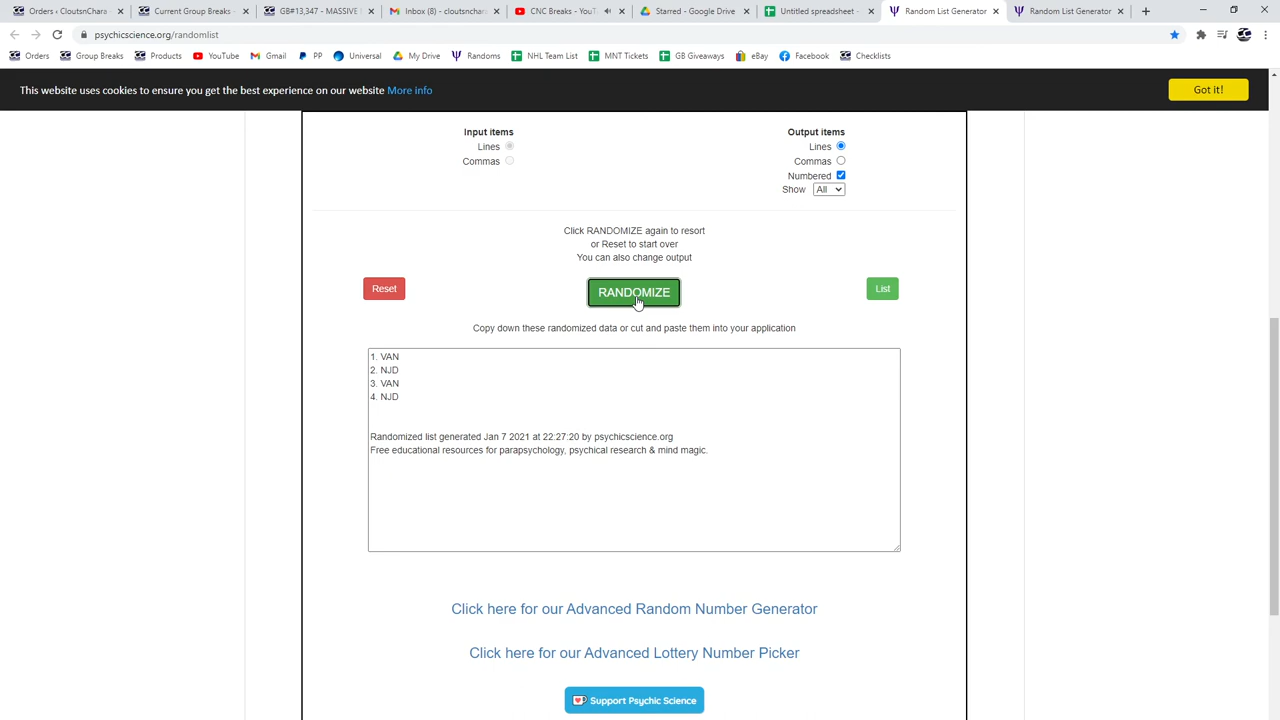 Orders ‹ CloutsnChara
Current Group Breaks -
GB#13,347 - MASSIVE
Inbox (8) - cloutsnchara
CNC Breaks - YouT
Starred - Google Drive
Untitled spreadsheet -
Random List Generator
Random List Generator
psychicscience.org/randomlist
Orders
Group Breaks
Products
YouTube
Gmail
PP
Universal
My Drive
Randoms
NHL Team List
MNT Tickets
GB Giveaways
eBay
Facebook
Checklists
This website uses cookies to ensure you get the best experience on our website More info
Got it!
Input items
Lines
Commas
Output items
Lines
Commas
Numbered
Show All
Click RANDOMIZE again to resort
or Reset to start over
You can also change output
Reset
RANDOMIZE
List
Copy down these randomized data or cut and paste them into your application
1. VAN
2. NJD
3. VAN
4. NJD
Randomized list generated Jan 7 2021 at 22:27:20 by psychicscience.org
Free educational resources for parapsychology, psychical research & mind magic.
Click here for our Advanced Random Number Generator
Click here for our Advanced Lottery Number Picker
Support Psychic Science